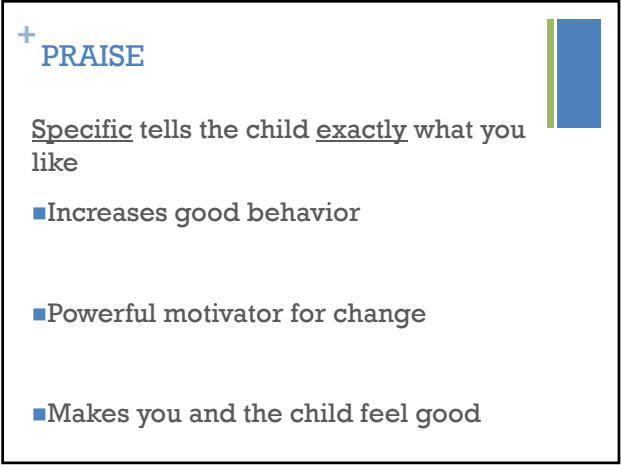 +
PRAISE
Specific tells the child exactly what you
like
■Increases good behavior
■Powerful motivator for change
■Makes you and the child feel good